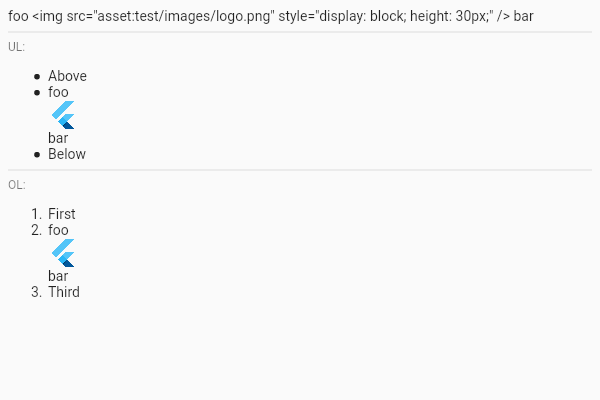 foo <img src="asset:test/images/logo.png" style="display: block; height: 30px;" /> bar
UL:
• Above
• foo
bar
• Below
OL:
1. First
2. foo
bar
3. Third